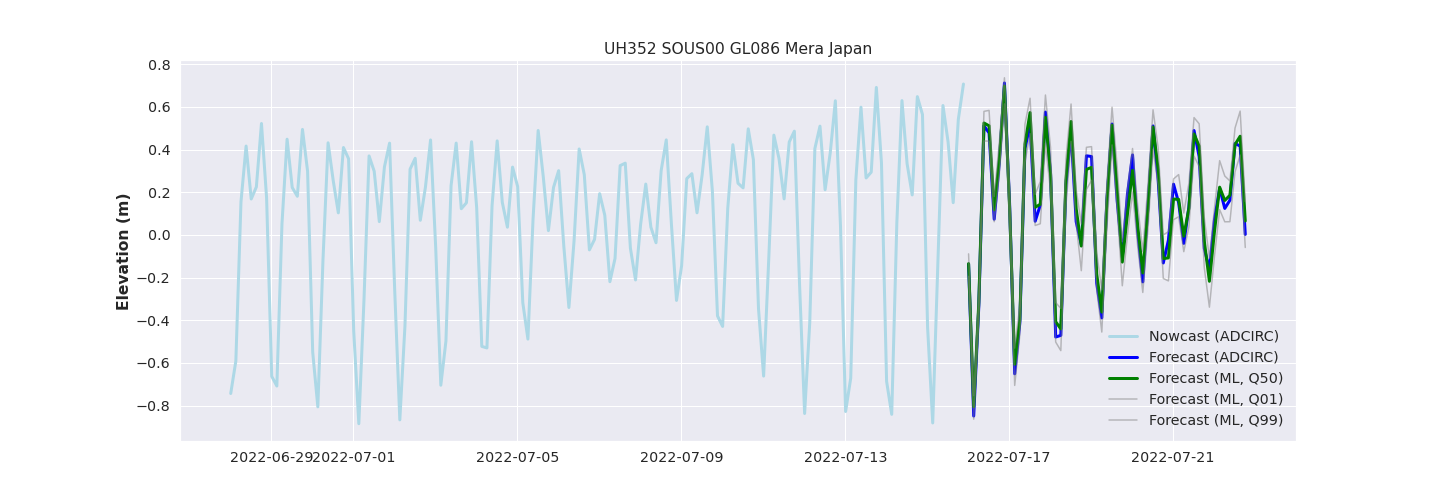 UH352 SOUS00 GL086 Mera Japan
Elevation (m)
0.8
0.6
0.4
0.2
0.0
−0.2
−0.4
−0.6
−0.8
Nowcast (ADCIRC)
Forecast (ADCIRC)
Forecast (ML, Q50)
Forecast (ML, Q01)
Forecast (ML, Q99)
2022-06-29 2022-07-01 2022-07-05 2022-07-09 2022-07-13 2022-07-17 2022-07-21